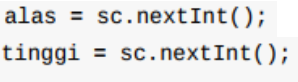 alas = sc.nextInt();
tinggi = sc.nextInt();